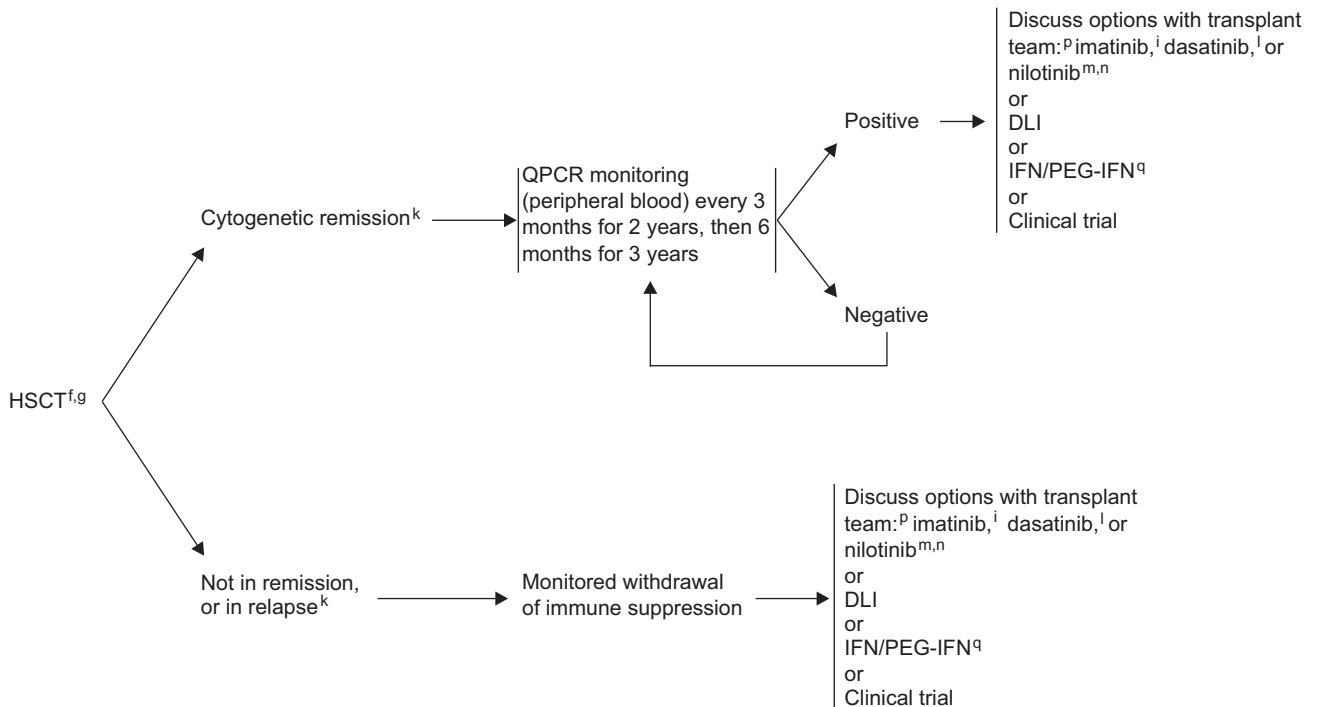 HSCTf,g
Cytogenetic remissionk
QPCR monitoring
(peripheral blood) every 3
months for 2 years, then 6
months for 3 years
Positive
Discuss options with transplant
team:p imatinib,i dasatinib,l or
nilotinibm,n
or
DLI
or
IFN/PEG-IFNq
or
Clinical trial
Negative
Not in remission,
or in relapsek
Monitored withdrawal
of immune suppression
Discuss options with transplant
team:p imatinib,i dasatinib,l or
nilotinibm,n
or
DLI
or
IFN/PEG-IFNq
or
Clinical trial